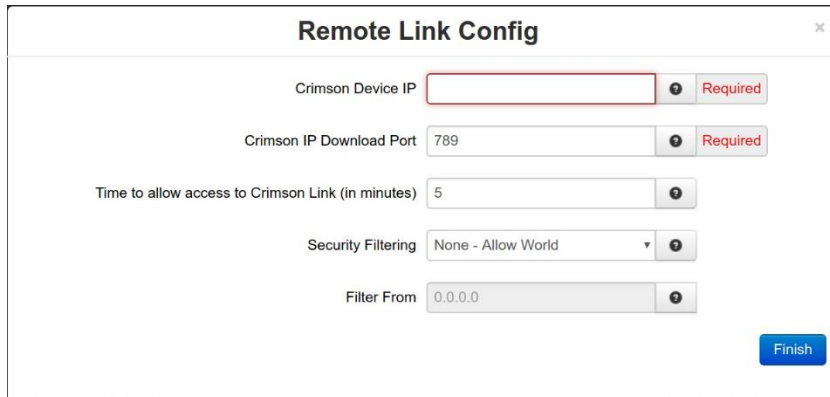 Remote Link Config
×
Crimson Device IP ? Required
Crimson IP Download Port 789 ? Required
Time to allow access to Crimson Link (in minutes) 5 ?
Security Filtering None - Allow World ▼ ?
Filter From 0.0.0.0 ?
Finish